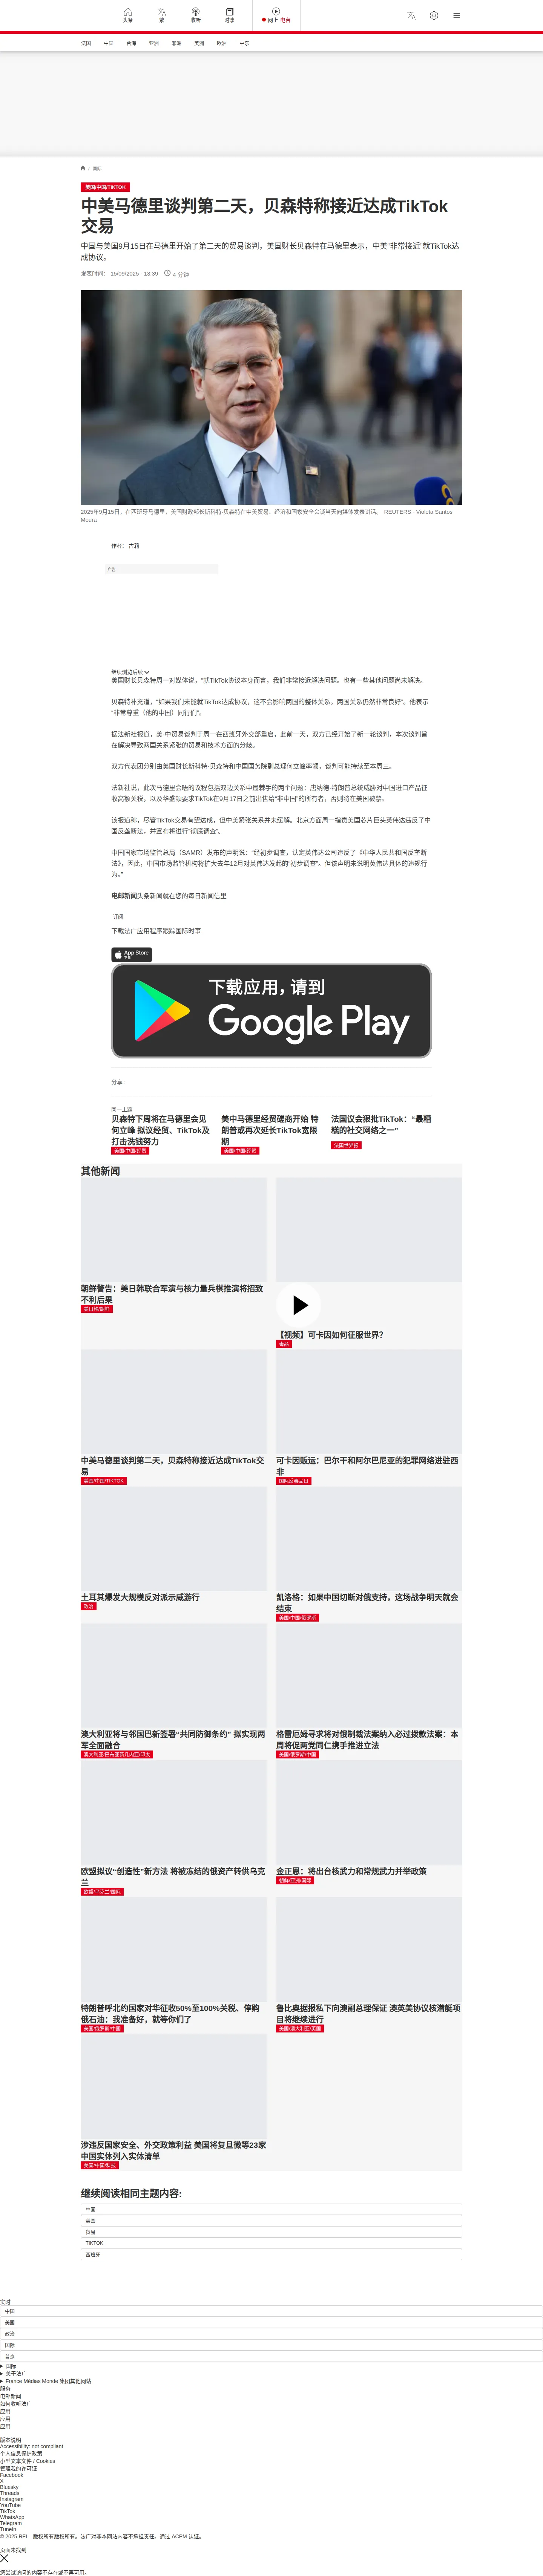 头条
繁
收听
时事
网上 电台
法国
中国
台海
亚洲
非洲
美洲
欧洲
中东
/ 国际
美国/中国/TIKTOK
中美马德里谈判第二天，贝森特称接近达成TikTok
交易
中国与美国9月15日在马德里开始了第二天的贸易谈判，美国财长贝森特在马德里表示，中美“非常接近”就TikTok达
成协议。
发表时间： 15/09/2025 - 13:39
4 分钟
2025年9月15日，在西班牙马德里，美国财政部长斯科特·贝森特在中美贸易、经济和国家安全会谈当天向媒体发表讲话。 REUTERS - Violeta Santos
Moura
作者： 古莉
广告
继续浏览后续
美国财长贝森特周一对媒体说，“就TikTok协议本身而言，我们非常接近解决问题。也有一些其他问题尚未解决。
贝森特补充道，“如果我们未能就TikTok达成协议，这不会影响两国的整体关系。两国关系仍然非常良好”。他表示
“非常尊重（他的中国）同行们”。
据法新社报道，美-中贸易谈判于周一在西班牙外交部重启，此前一天，双方已经开始了新一轮谈判，本次谈判旨
在解决导致两国关系紧张的贸易和技术方面的分歧。
双方代表团分别由美国财长斯科特·贝森特和中国国务院副总理何立峰率领，谈判可能持续至本周三。
法新社说，此次马德里会晤的议程包括双边关系中最棘手的两个问题：唐纳德·特朗普总统威胁对中国进口产品征
收高额关税，以及华盛顿要求TikTok在9月17日之前出售给“非中国”的所有者，否则将在美国被禁。
该报道称，尽管TikTok交易有望达成，但中美紧张关系并未缓解。北京方面周一指责美国芯片巨头英伟达违反了中
国反垄断法，并宣布将进行“彻底调查”。
中国国家市场监管总局（SAMR）发布的声明说：“经初步调查，认定英伟达公司违反了《中华人民共和国反垄断
法》，因此，中国市场监管机构将扩大去年12月对英伟达发起的“初步调查”。但该声明未说明英伟达具体的违规行
为。”
电邮新闻头条新闻就在您的每日新闻信里
订阅
下载法广应用程序跟踪国际时事
App Store
下载
下载应用，请到
Google Play
分享 :
同一主题
贝森特下周将在马德里会见
何立峰 拟议经贸、TikTok及
打击洗钱努力
美国/中国/经贸
美中马德里经贸磋商开始 特
朗普或再次延长TikTok宽限
期
美国/中国/经贸
法国议会狠批TikTok：“最糟
糕的社交网络之一”
法国世界报
其他新闻
朝鲜警告：美日韩联合军演与核力量兵棋推演将招致
不利后果
美日韩/朝鲜
【视频】可卡因如何征服世界？
毒品
中美马德里谈判第二天，贝森特称接近达成TikTok交
易
美国/中国/TIKTOK
可卡因贩运：巴尔干和阿尔巴尼亚的犯罪网络进驻西
非
国际反毒品日
土耳其爆发大规模反对派示威游行
政治
凯洛格：如果中国切断对俄支持，这场战争明天就会
结束
美国/中国/俄罗斯
澳大利亚将与邻国巴新签署“共同防御条约” 拟实现两
军全面融合
澳大利亚/巴布亚新几内亚/印太
格雷厄姆寻求将对俄制裁法案纳入必过拨款法案：本
周将促两党同仁携手推进立法
美国/俄罗斯/中国
欧盟拟议“创造性”新方法 将被冻结的俄资产转供乌克
兰
欧盟/乌克兰/国际
金正恩：将出台核武力和常规武力并举政策
朝鲜/亚洲/国际
特朗普呼北约国家对华征收50%至100%关税、停购
俄石油：我准备好，就等你们了
美国/俄罗斯/中国
鲁比奥据报私下向澳副总理保证 澳英美协议核潜艇项
目将继续进行
美国/澳大利亚/英国
涉违反国家安全、外交政策利益 美国将复旦微等23家
中国实体列入实体清单
美国/中国/科技
继续阅读相同主题内容:
中国
美国
贸易
TIKTOK
西班牙
实时
中国
美国
政治
国际
普京
国际
关于法广
France Médias Monde 集团其他网站
服务
电邮新闻
如何收听法广
应用
应用
应用
版本说明
Accessibility: not compliant
个人信息保护政策
小型文本文件 / Cookies
管理我的许可证
Facebook
X
Bluesky
Threads
Instagram
YouTube
TikTok
WhatsApp
Telegram
TuneIn
© 2025 RFI – 版权所有版权所有。法广对非本网站内容不承担责任。通过 ACPM 认证。
页面未找到
您尝试访问的内容不存在或不再可用。